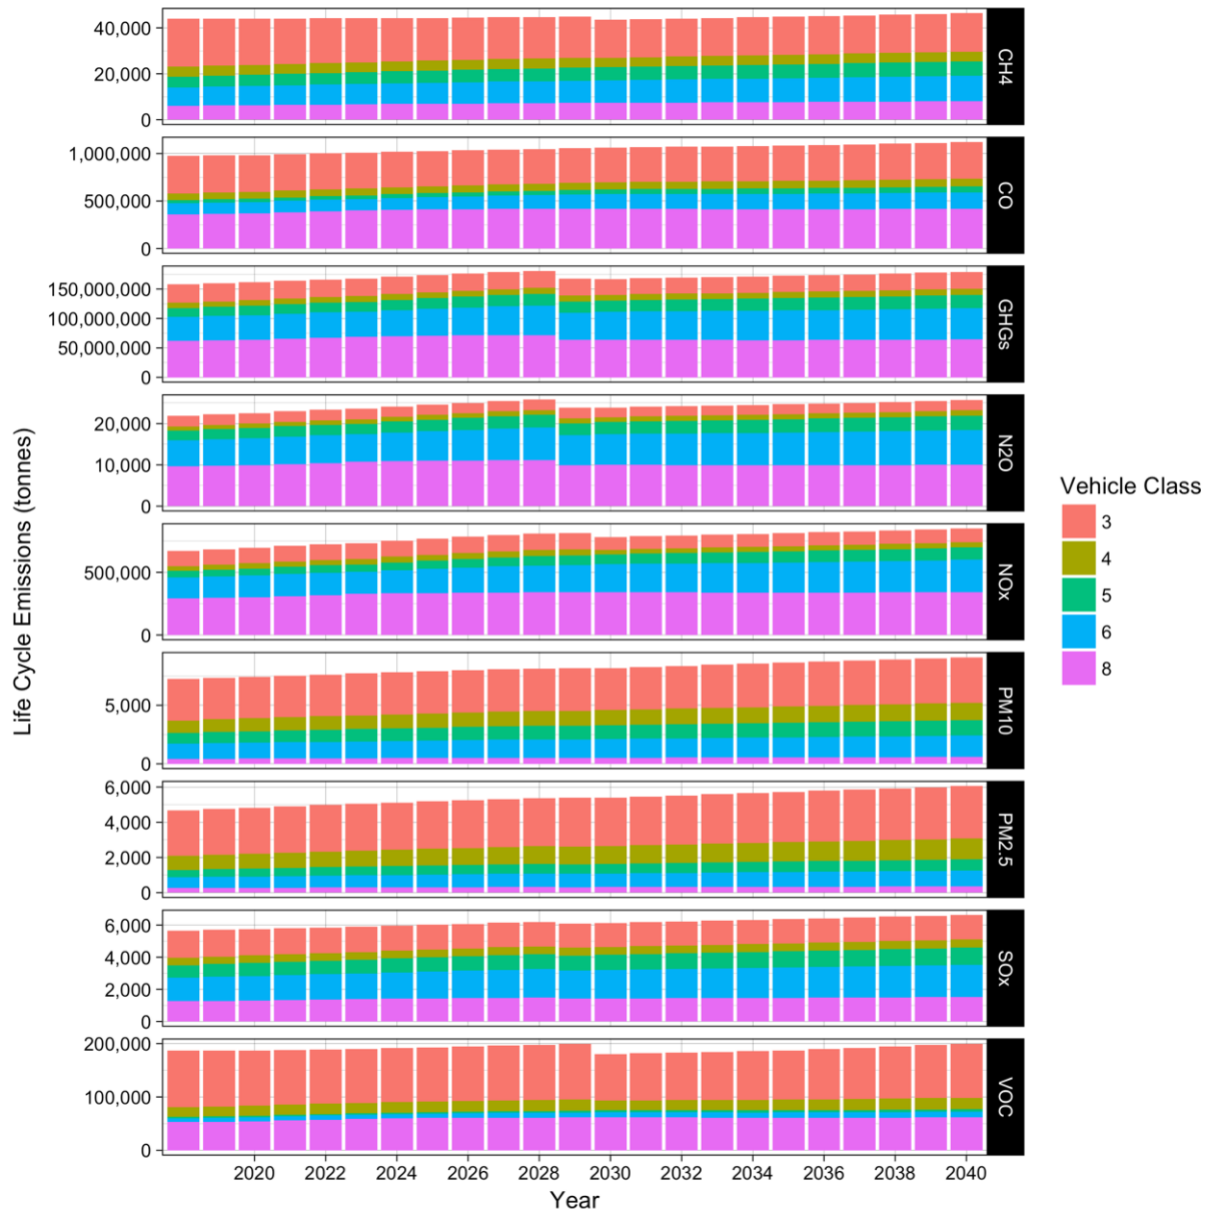 40,000
20,000
0
CH4
1,000,000
500,000
0
CO
150,000,000
100,000,000
50,000,000
0
GHGs
20,000
10,000
0
N2O
500,000
0
NOx
5,000
0
PM10
6,000
4,000
2,000
0
PM2.5
6,000
4,000
2,000
0
SOx
200,000
100,000
0
VOC
2020 2022 2024 2026 2028 2030 2032 2034 2036 2038 2040
Year
Life Cycle Emissions (tonnes)
Vehicle Class
3
4
5
6
8